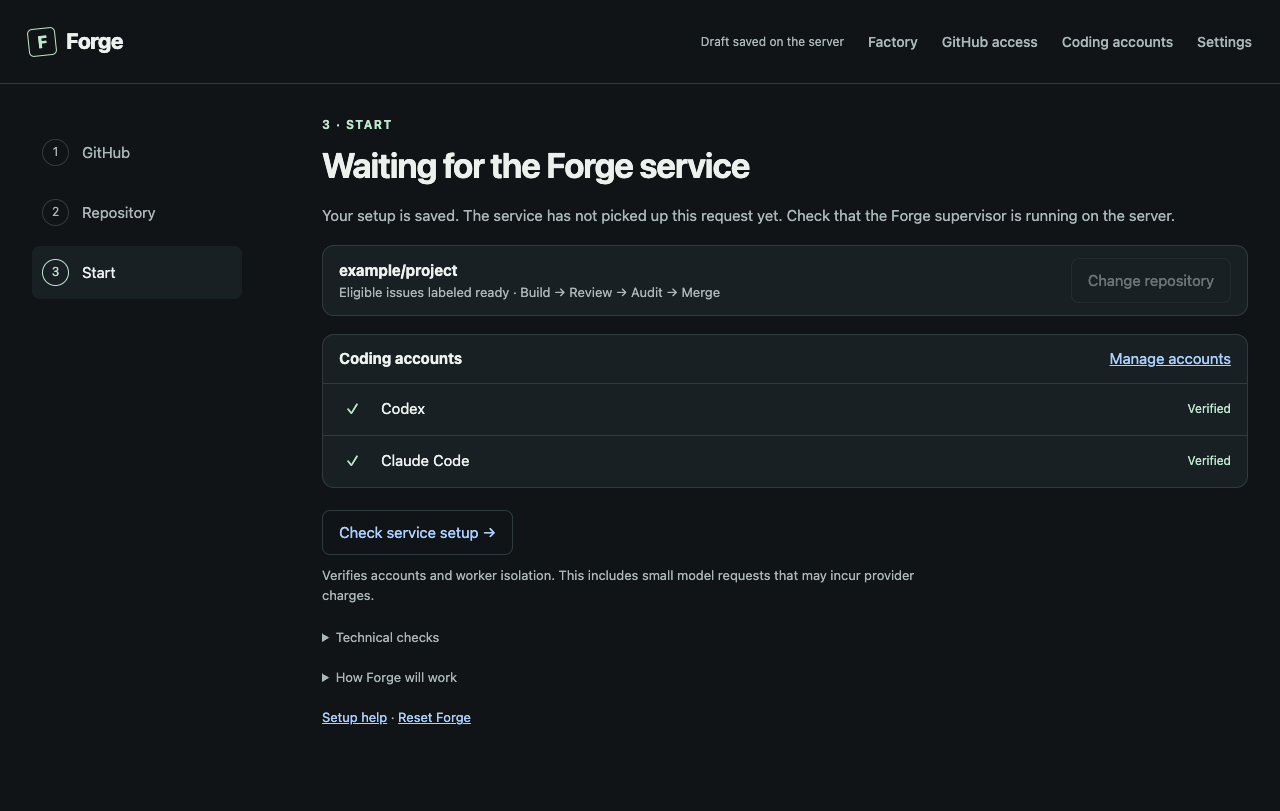 F Forge
Draft saved on the server
Factory
GitHub access
Coding accounts
Settings
1 GitHub
2 Repository
3 Start
3 · START
Waiting for the Forge service
Your setup is saved. The service has not picked up this request yet. Check that the Forge supervisor is running on the server.
example/project
Eligible issues labeled ready · Build → Review → Audit → Merge
Change repository
Coding accounts
Manage accounts
✓ Codex
Verified
✓ Claude Code
Verified
Check service setup →
Verifies accounts and worker isolation. This includes small model requests that may incur provider
charges.
▶ Technical checks
▶ How Forge will work
Setup help · Reset Forge